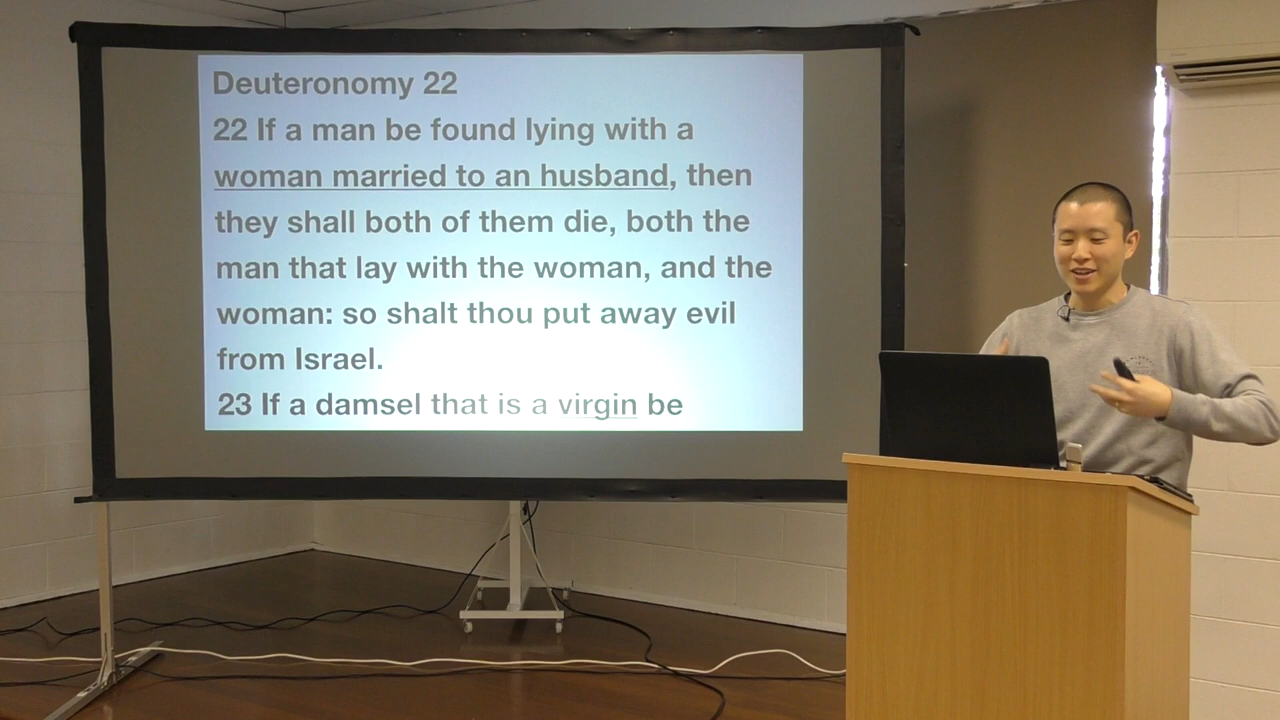 Deuteronomy 22
22 If a man be found lying with a
woman married to an husband, then
they shall both of them die, both the
man that lay with the woman, and the
woman: so shalt thou put away evil
from Israel.
23 If a damsel that is a virgin be